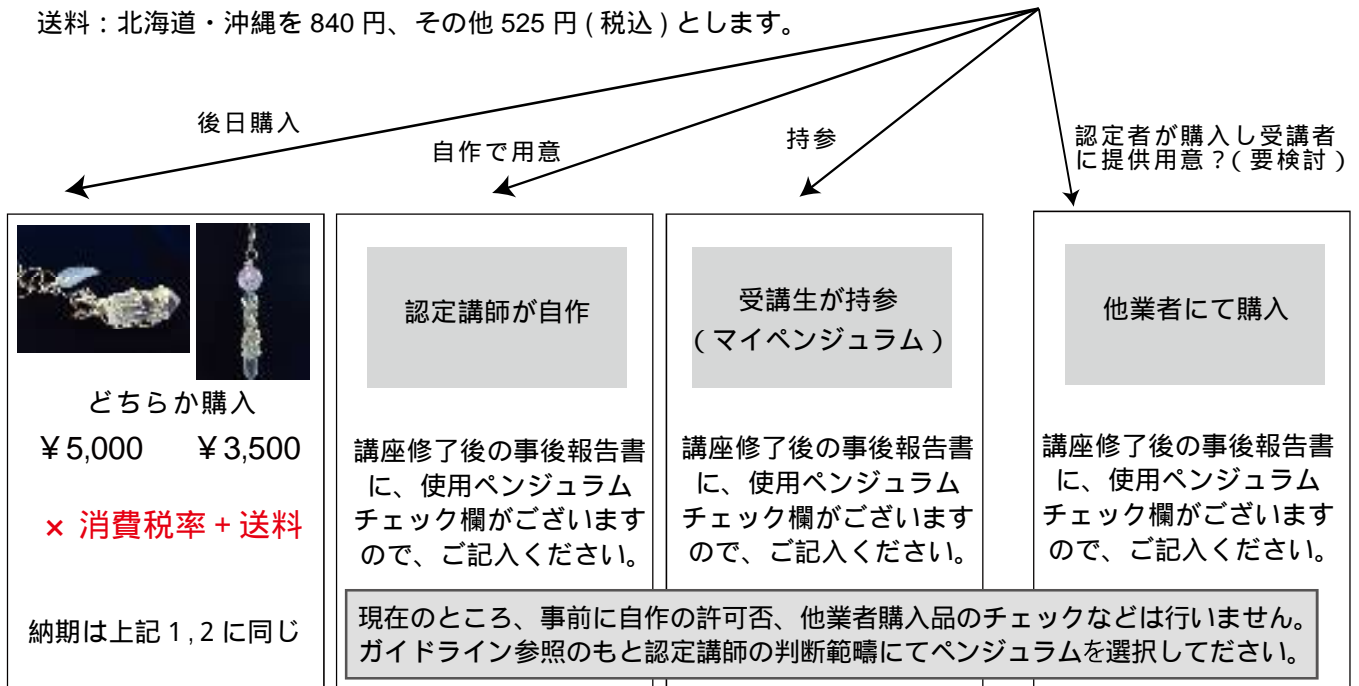 送料：北海道・沖縄を 840 円、その他 525 円 ( 税込 ) とします。
後日購入
自作で用意
持参
認定者が購入し受講者
に提供用意？( 要検討 )
どちらか購入
￥5,000 ￥3,500
× 消費税率 + 送料
納期は上記 1 , 2 に同じ
認定講師が自作
講座修了後の事後報告書
に、使用ペンジュラム
チェック欄がございます
ので、ご記入ください。
受講生が持参
( マイペンジュラム )
講座修了後の事後報告書
に、使用ペンジュラム
チェック欄がございます
ので、ご記入ください。
他業者にて購入
講座修了後の事後報告書
に、使用ペンジュラム
チェック欄がございます
ので、ご記入ください。
現在のところ、事前に自作の許可否、他業者購入品のチェックなどは行いません。
ガイドライン参照のもと認定講師の判断範疇にてペンジュラムを選択してださい。